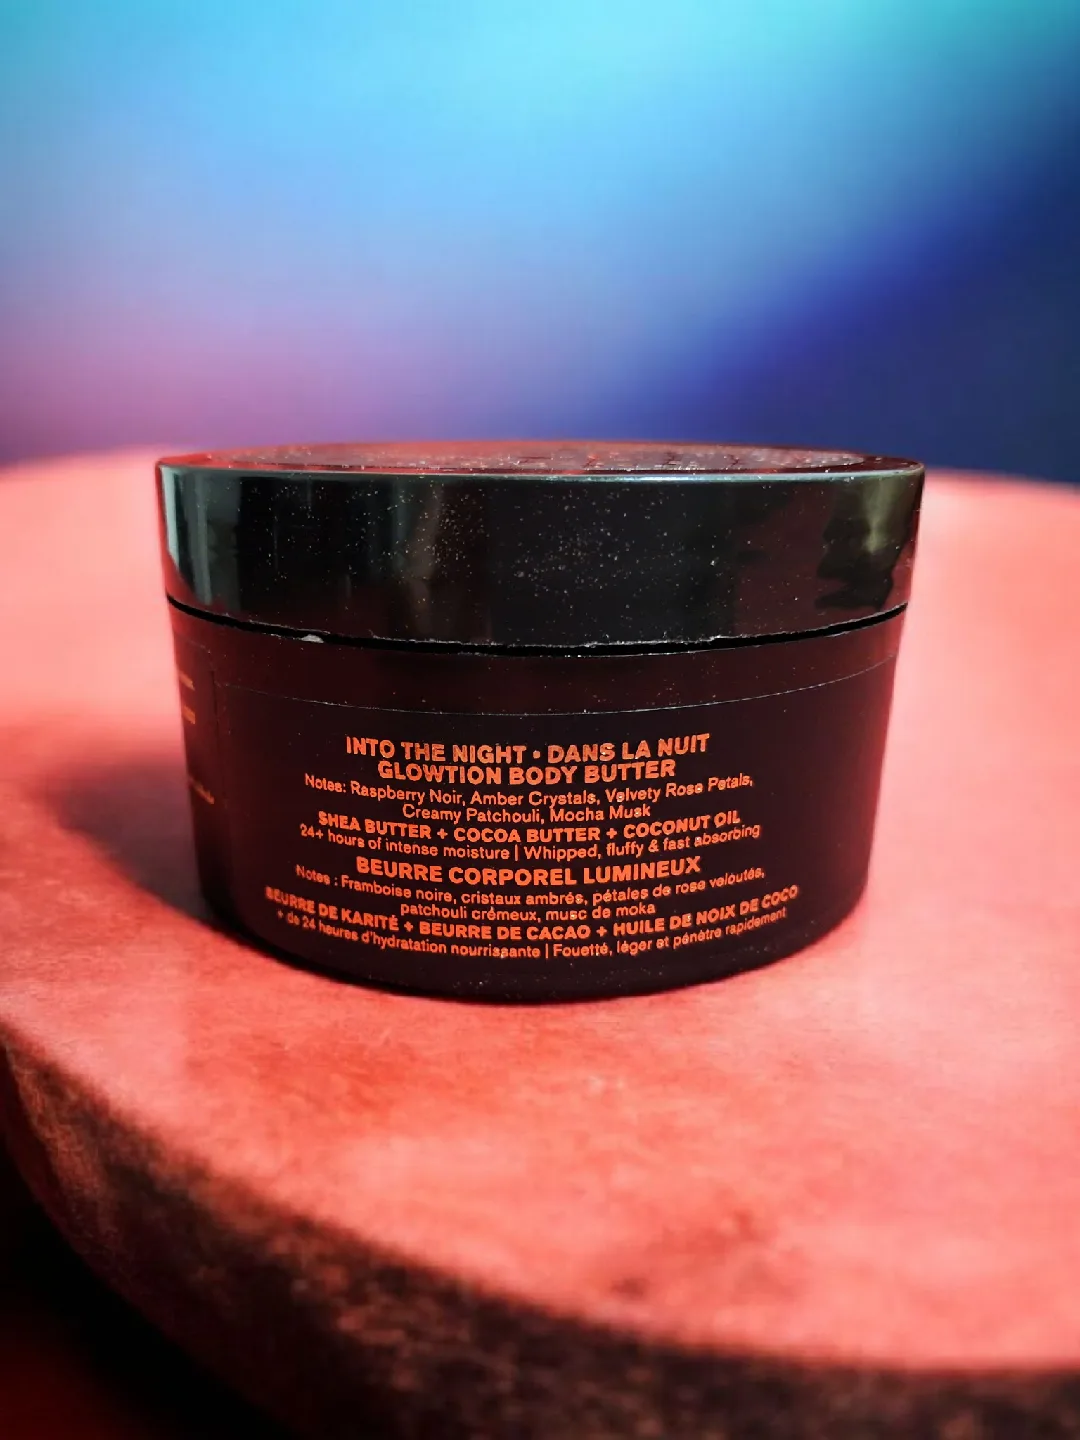 INTO THE NIGHT • DANS LA NUIT
GLOWTION BODY BUTTER
Notes: Raspberry Noir, Amber Crystals, Velvety Rose Petals,
Creamy Patchouli, Mocha Musk
SHEA BUTTER + COCOA BUTTER + COCONUT OIL
24+ hours of intense moisture | Whipped, fluffy & fast absorbing
BEURRE CORPOREL LUMINEUX
Notes : Framboise noire, cristaux ambrés, pétales de rose veloutés,
patchouli crémeux, musc de moka
BEURRE DE KARITÉ + BEURRE DE CACAO + HUILE DE NOIX DE COCO
+ de 24 heures d'hydratation nourrissante | Fouetté, léger et pénètre rapidement